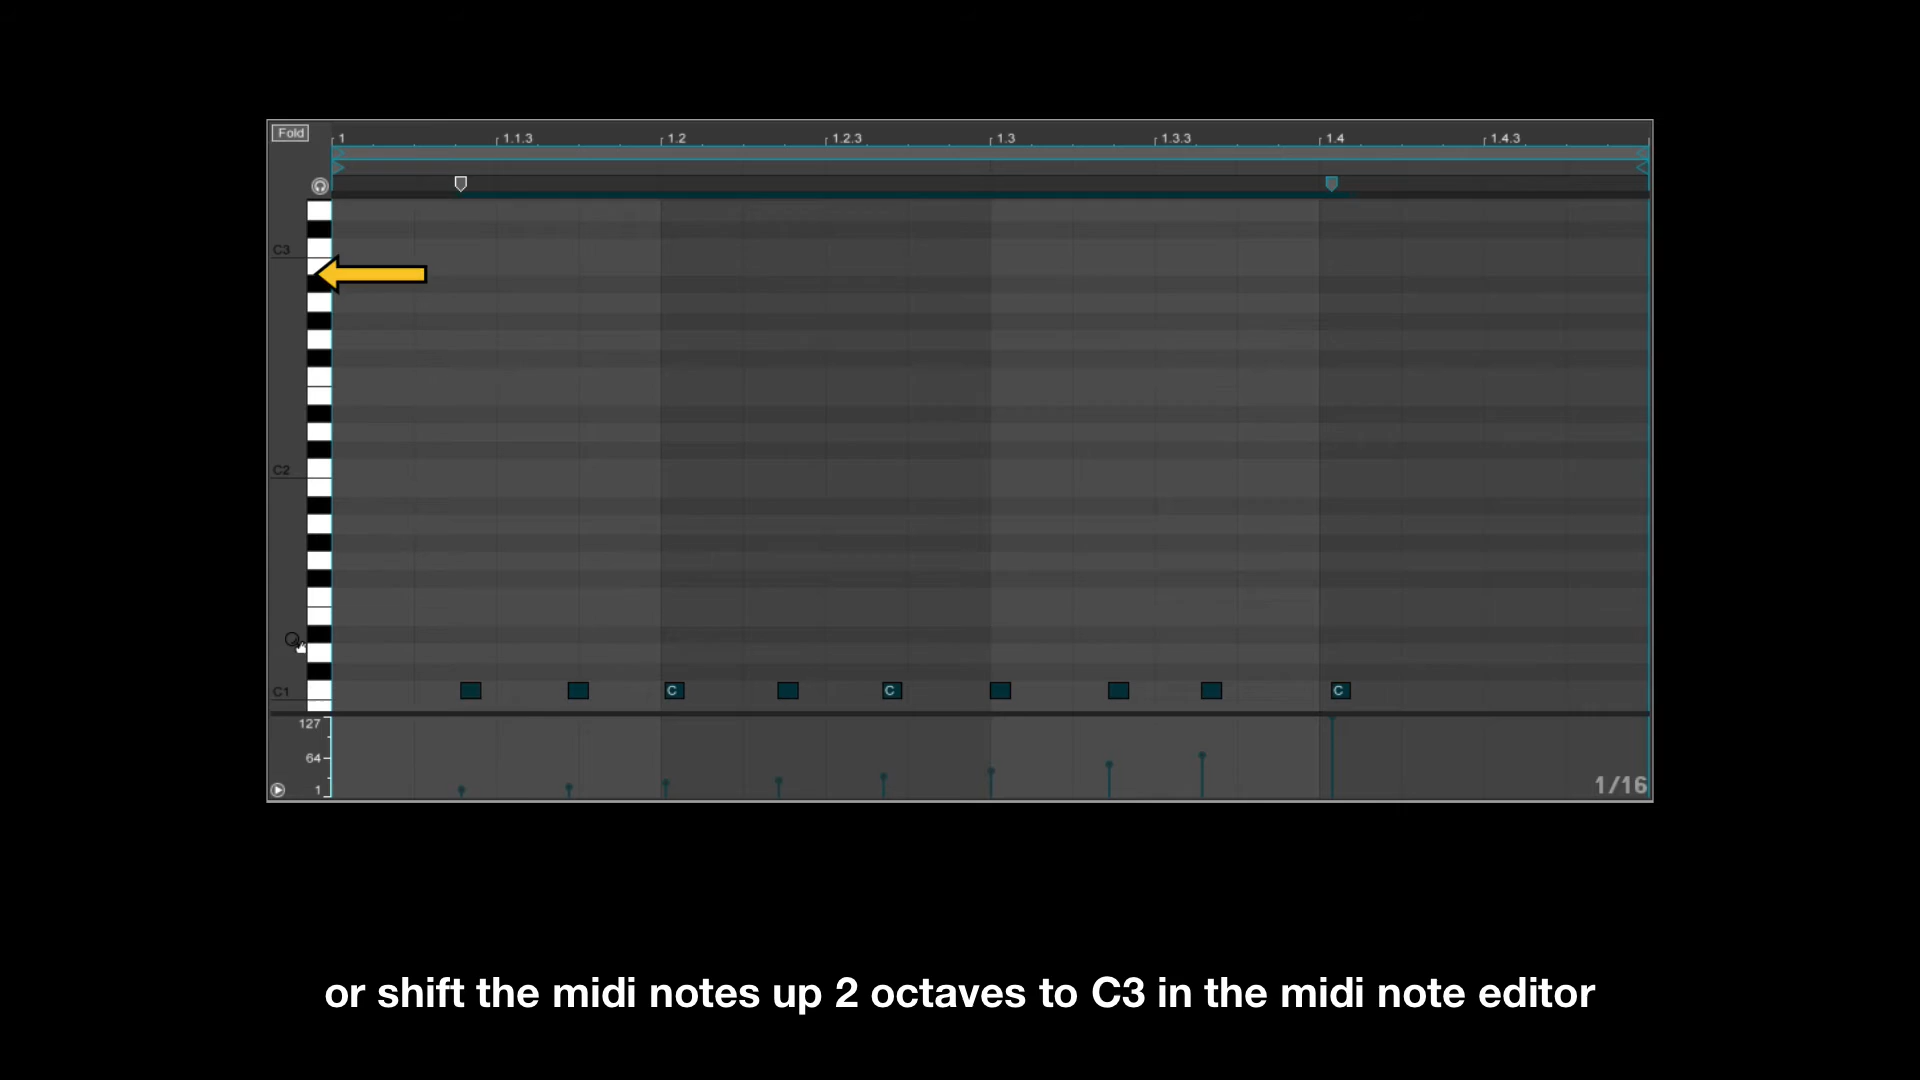 Fold
1 1.1.3 1.2 1.2.3 1.3 1.3.3 1.4 1.4.3
C3
C2
C1
C C C
127
64
1
1/16
or shift the midi notes up 2 octaves to C3 in the midi note editor